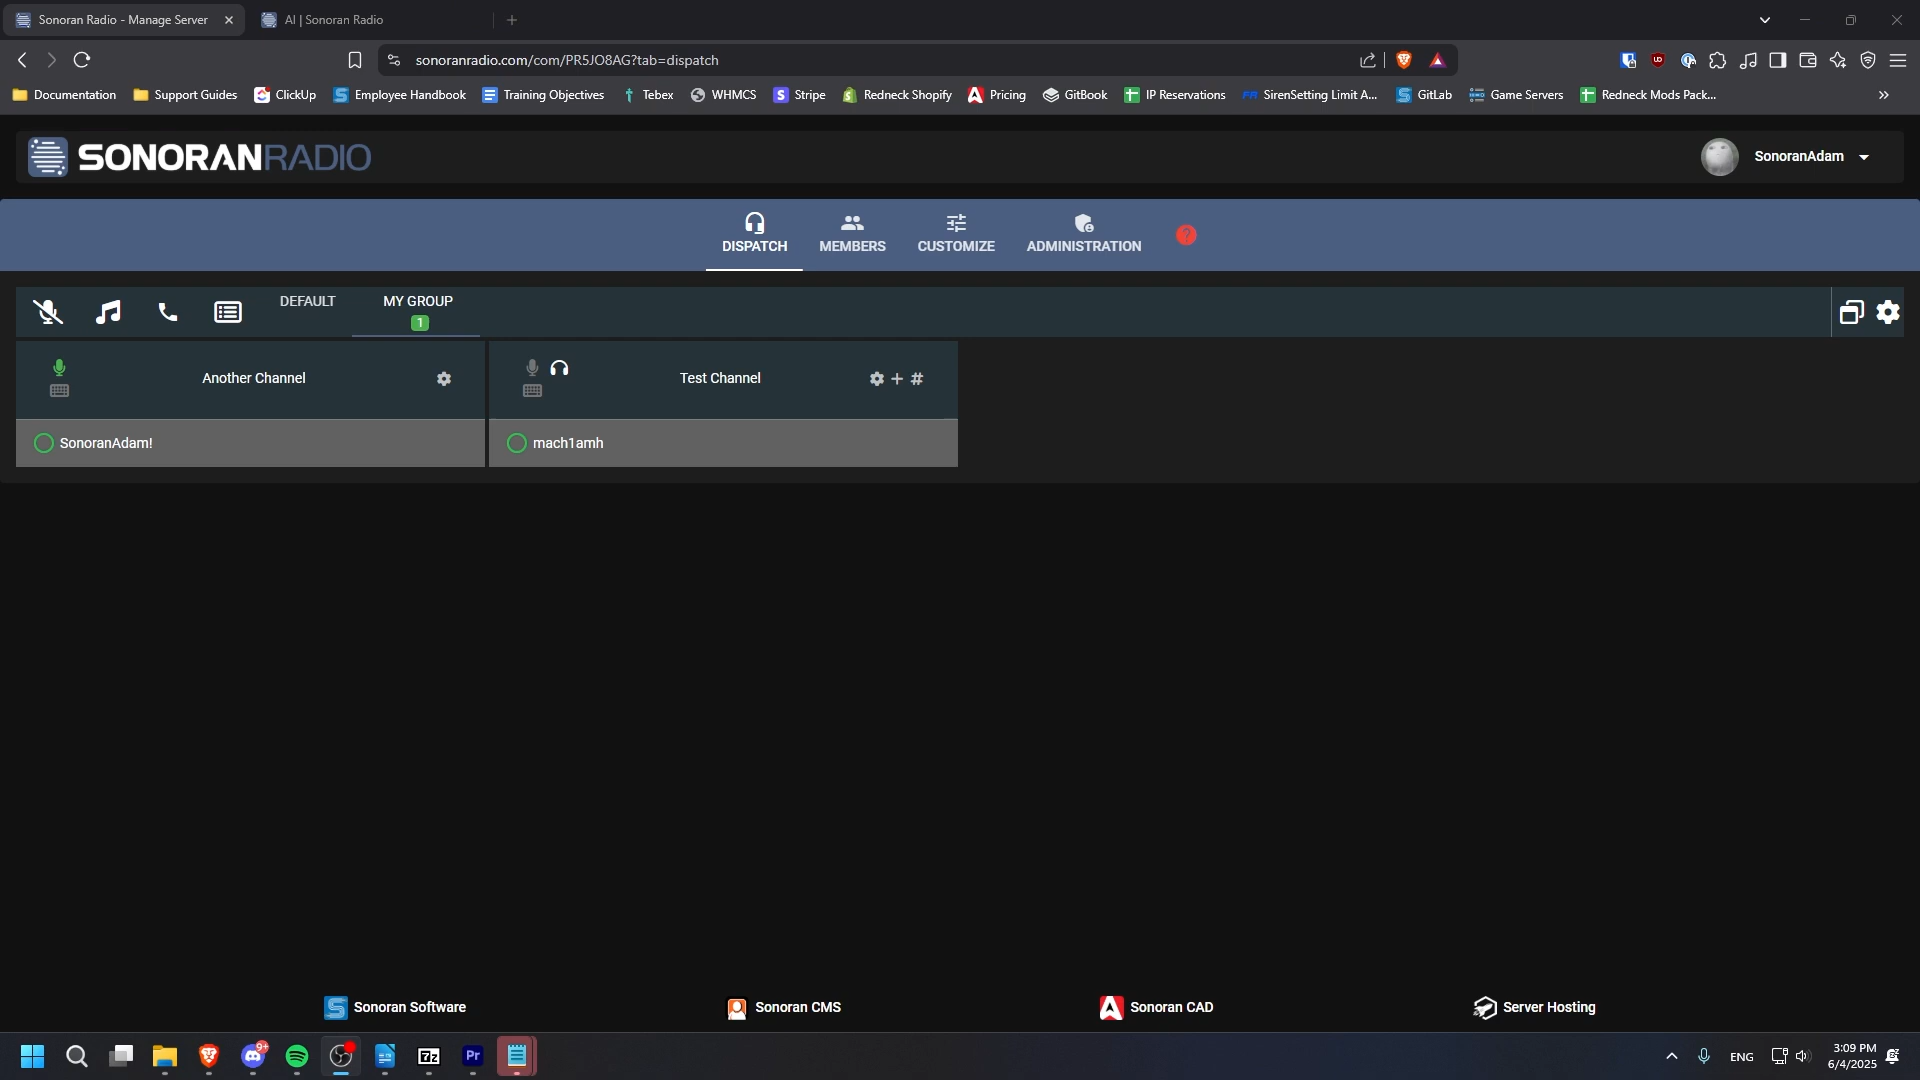 Sonoran Radio - Manage Server
AI | Sonoran Radio
sonoranradio.com/com/PR5JO8AG?tab=dispatch
Documentation
Support Guides
ClickUp
Employee Handbook
Training Objectives
Tebex
WHMCS
Stripe
Redneck Shopify
Pricing
GitBook
IP Reservations
SirenSetting Limit A...
GitLab
Game Servers
Redneck Mods Pack...
SONORANRADIO
SonoranAdam
DISPATCH
MEMBERS
CUSTOMIZE
ADMINISTRATION
?
DEFAULT
MY GROUP
1
Another Channel
Test Channel
SonoranAdam!
mach1amh
Sonoran Software
Sonoran CMS
Sonoran CAD
Server Hosting
9+
7z
Pr
ENG
3:09 PM
6/4/2025